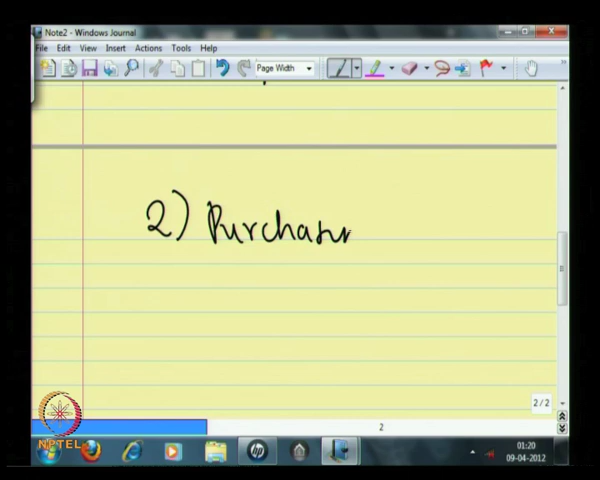 Note2 - Windows Journal
File Edit View Insert Actions Tools Help
Page Width
2) Purchasin
2/2
2
NPTEL
01:20
09-04-2012